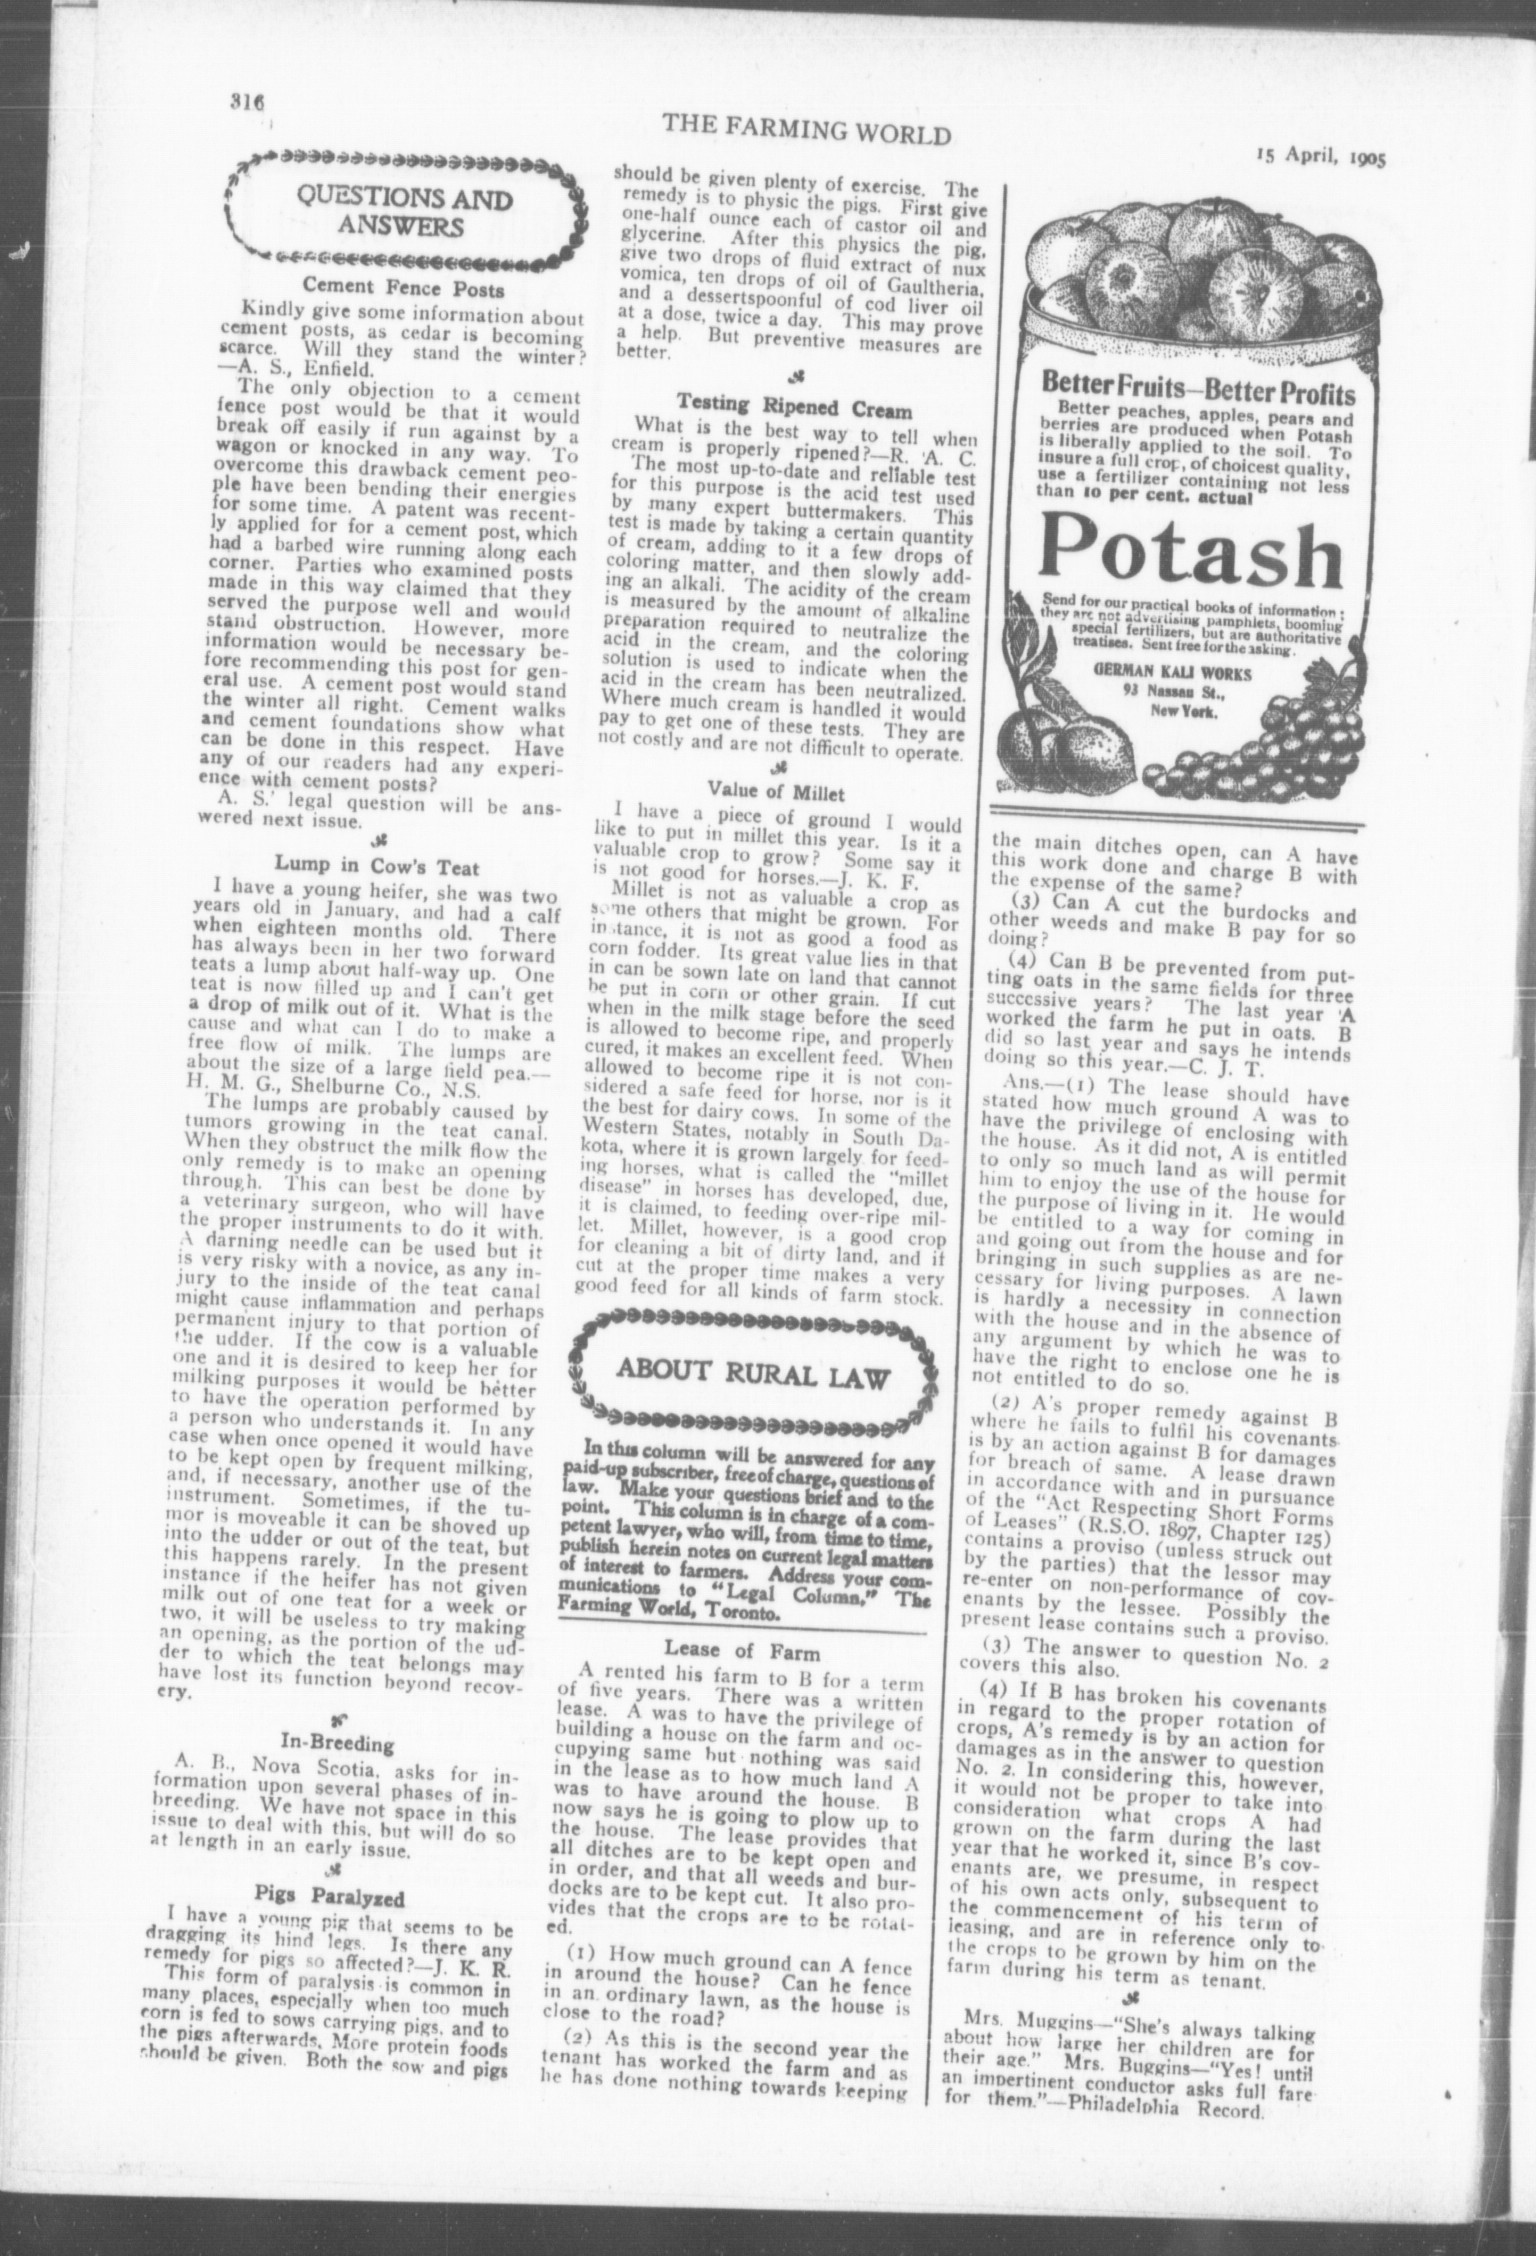 316
THE FARMING WORLD
15 April, 1905
QUESTIONS AND
ANSWERS
Cement Fence Posts
Kindly give some information about
cement posts, as cedar is becoming
scarce. Will they stand the winter?
—A. S., Enfield.
The only objection to a cement
fence post would be that it would
break off easily if run against by a
wagon or knocked in any way. To
overcome this drawback cement peo-
ple have been bending their energies
for some time. A patent was recent-
ly applied for for a cement post, which
had a barbed wire running along each
corner. Parties who examined posts
made in this way claimed that they
served the purpose well and would
stand obstruction. However, more
information would be necessary be-
fore recommending this post for gen-
eral use. A cement post would stand
the winter all right. Cement walks
and cement foundations show what
can be done in this respect. Have
any of our readers had any experi-
ence with cement posts?
A. S.' legal question will be ans-
wered next issue.
Lump in Cow's Teat
I have a young heifer, she was two
years old in January, and had a calf
when eighteen months old. There
has always been in her two forward
teats a lump about half-way up. One
teat is now filled up and I can't get
a drop of milk out of it. What is the
cause and what can I do to make a
free flow of milk. The lumps are
about the size of a large field pea.—
H. M. G., Shelburne Co., N.S.
The lumps are probably caused by
tumors growing in the teat canal.
When they obstruct the milk flow the
only remedy is to make an opening
through. This can best be done by
a veterinary surgeon, who will have
the proper instruments to do it with.
A darning needle can be used but it
is very risky with a novice, as any in-
jury to the inside of the teat canal
might cause inflammation and perhaps
permanent injury to that portion of
the udder. If the cow is a valuable
one and it is desired to keep her for
milking purposes it would be better
to have the operation performed by
a person who understands it. In any
case when once opened it would have
to be kept open by frequent milking,
and, if necessary, another use of the
instrument. Sometimes, if the tu-
mor is moveable it can be shoved up
into the udder or out of the teat, but
this happens rarely. In the present
instance if the heifer has not given
milk out of one teat for a week or
two, it will be useless to try making
an opening, as the portion of the ud-
der to which the teat belongs may
have lost its function beyond recov-
ery.
In-Breeding
A. B., Nova Scotia, asks for in-
formation upon several phases of in-
breeding. We have not space in this
issue to deal with this, but will do so
at length in an early issue.
Pigs Paralyzed
I have a young pig that seems to be
dragging its hind legs. Is there any
remedy for pigs so affected?—J. K. R.
This form of paralysis is common in
many places, especially when too much
corn is fed to sows carrying pigs, and to
the pigs afterwards. More protein foods
should be given. Both the sow and pigs
should be given plenty of exercise. The
remedy is to physic the pigs. First give
one-half ounce each of castor oil and
glycerine. After this physics the pig,
give two drops of fluid extract of nux
vomica, ten drops of oil of Gaultheria,
and a dessertspoonful of cod liver oil
at a dose, twice a day. This may prove
a help. But preventive measures are
better.
Testing Ripened Cream
What is the best way to tell when
cream is properly ripened?—R. A. C.
The most up-to-date and reliable test
for this purpose is the acid test used
by many expert buttermakers. This
test is made by taking a certain quantity
of cream, adding to it a few drops of
coloring matter, and then slowly add-
ing an alkali. The acidity of the cream
is measured by the amount of alkaline
preparation required to neutralize the
acid in the cream, and the coloring
solution is used to indicate when the
acid in the cream has been neutralized.
Where much cream is handled it would
pay to get one of these tests. They are
not costly and are not difficult to operate.
Value of Millet
I have a piece of ground I would
like to put in millet this year. Is it a
valuable crop to grow? Some say it
is not good for horses.—J. K. F.
Millet is not as valuable a crop as
some others that might be grown. For
instance, it is not as good a food as
corn fodder. Its great value lies in that
in can be sown late on land that cannot
be put in corn or other grain. If cut
when in the milk stage before the seed
is allowed to become ripe, and properly
cured, it makes an excellent feed. When
allowed to become ripe it is not con-
sidered a safe feed for horse, nor is it
the best for dairy cows. In some of the
Western States, notably in South Da-
kota, where it is grown largely for feed-
ing horses, what is called the "millet
disease" in horses has developed, due,
it is claimed, to feeding over-ripe mil-
let. Millet, however, is a good crop
for cleaning a bit of dirty land, and if
cut at the proper time makes a very
good feed for all kinds of farm stock.
ABOUT RURAL LAW
In this column will be answered for any
paid-up subscriber, free of charge, questions of
law. Make your questions brief and to the
point. This column is in charge of a com-
petent lawyer, who will, from time to time,
publish herein notes on current legal matters
of interest to farmers. Address your com-
munications to "Legal Column," The
Farming World, Toronto.
Lease of Farm
A rented his farm to B for a term
of five years. There was a written
lease. A was to have the privilege of
building a house on the farm and oc-
cupying same but nothing was said
in the lease as to how much land A
was to have around the house. B
now says he is going to plow up to
the house. The lease provides that
all ditches are to be kept open and
in order, and that all weeds and bur-
docks are to be kept cut. It also pro-
vides that the crops are to be rotat-
ed.
(1) How much ground can A fence
in around the house? Can he fence
in an ordinary lawn, as the house is
close to the road?
(2) As this is the second year the
tenant has worked the farm and as
he has done nothing towards keeping
Better Fruits—Better Profits
Better peaches, apples, pears and
berries are produced when Potash
is liberally applied to the soil. To
insure a full crop, of choicest quality,
use a fertilizer containing not less
than 10 per cent. actual
Potash
Send for our practical books of information;
they are not advertising pamphlets, booming
special fertilizers, but are authoritative
treatises. Sent free for the asking.
GERMAN KALI WORKS
93 Nassau St.,
New York.
the main ditches open, can A have
this work done and charge B with
the expense of the same?
(3) Can A cut the burdocks and
other weeds and make B pay for so
doing?
(4) Can B be prevented from put-
ting oats in the same fields for three
successive years? The last year A
worked the farm he put in oats. B
did so last year and says he intends
doing so this year.—C. J. T.
Ans.—(1) The lease should have
stated how much ground A was to
have the privilege of enclosing with
the house. As it did not, A is entitled
to only so much land as will permit
him to enjoy the use of the house for
the purpose of living in it. He would
be entitled to a way for coming in
and going out from the house and for
bringing in such supplies as are ne-
cessary for living purposes. A lawn
is hardly a necessity in connection
with the house and in the absence of
any argument by which he was to
have the right to enclose one he is
not entitled to do so.
(2) A's proper remedy against B
where he fails to fulfil his covenants
is by an action against B for damages
for breach of same. A lease drawn
in accordance with and in pursuance
of the "Act Respecting Short Forms
of Leases" (R.S.O. 1897, Chapter 125)
contains a proviso (unless struck out
by the parties) that the lessor may
re-enter on non-performance of cov-
enants by the lessee. Possibly the
present lease contains such a proviso.
(3) The answer to question No. 2
covers this also.
(4) If B has broken his covenants
in regard to the proper rotation of
crops, A's remedy is by an action for
damages as in the answer to question
No. 2. In considering this, however,
it would not be proper to take into
consideration what crops A had
grown on the farm during the last
year that he worked it, since B's cov-
enants are, we presume, in respect
of his own acts only, subsequent to
the commencement of his term of
leasing, and are in reference only to
the crops to be grown by him on the
farm during his term as tenant.
Mrs. Muggins—"She's always talking
about how large her children are for
their age." Mrs. Buggins—"Yes! until
an impertinent conductor asks full fare
for them."—Philadelphia Record.